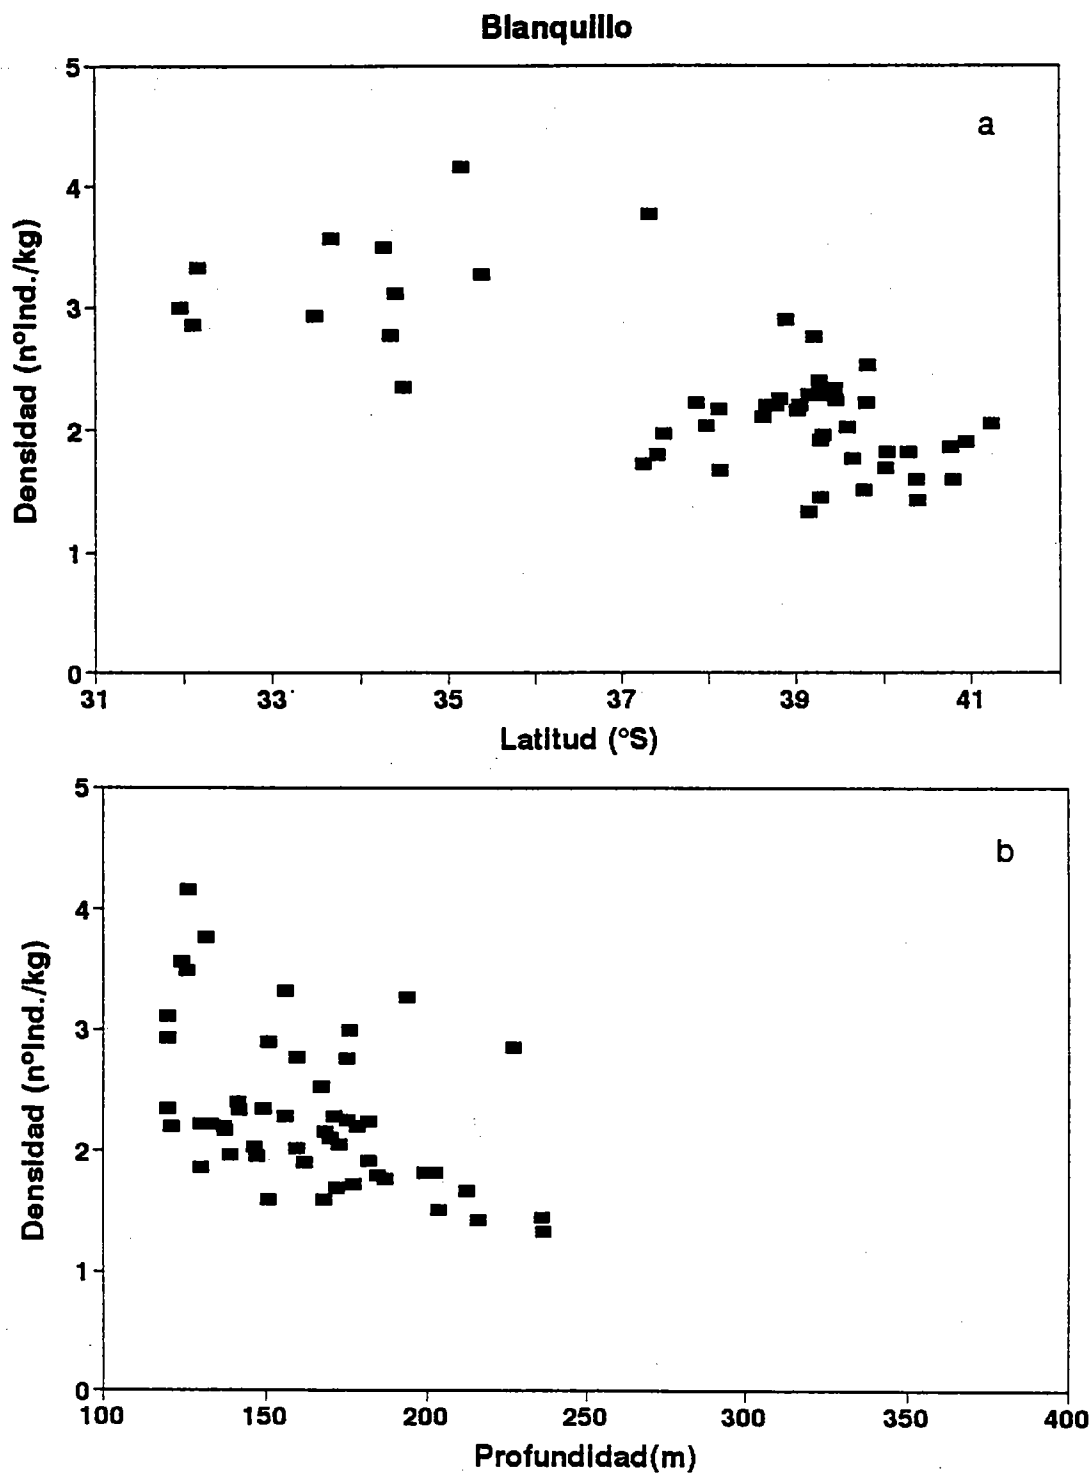 Blanquillo
a
Densidad (nºInd./kg)
5
4
3
2
1
0
31 33 35 37 39 41
Latitud (°S)
b
Densidad (nºInd./kg)
5
4
3
2
1
0
100 150 200 250 300 350 400
Profundidad(m)